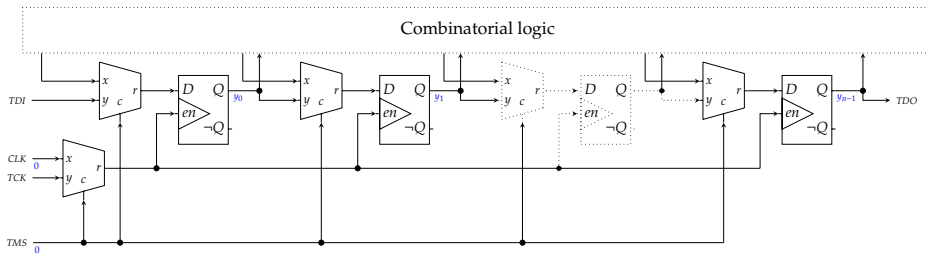 Combinatorial logic
x r x r x r x r
TDI y c D Q y c D Q y c D Q y c D Q TDO
y0 y1 yn−1
en en en en
¬Q ¬Q ¬Q ¬Q
CLK x
0 r
TCK y c
TMS
0